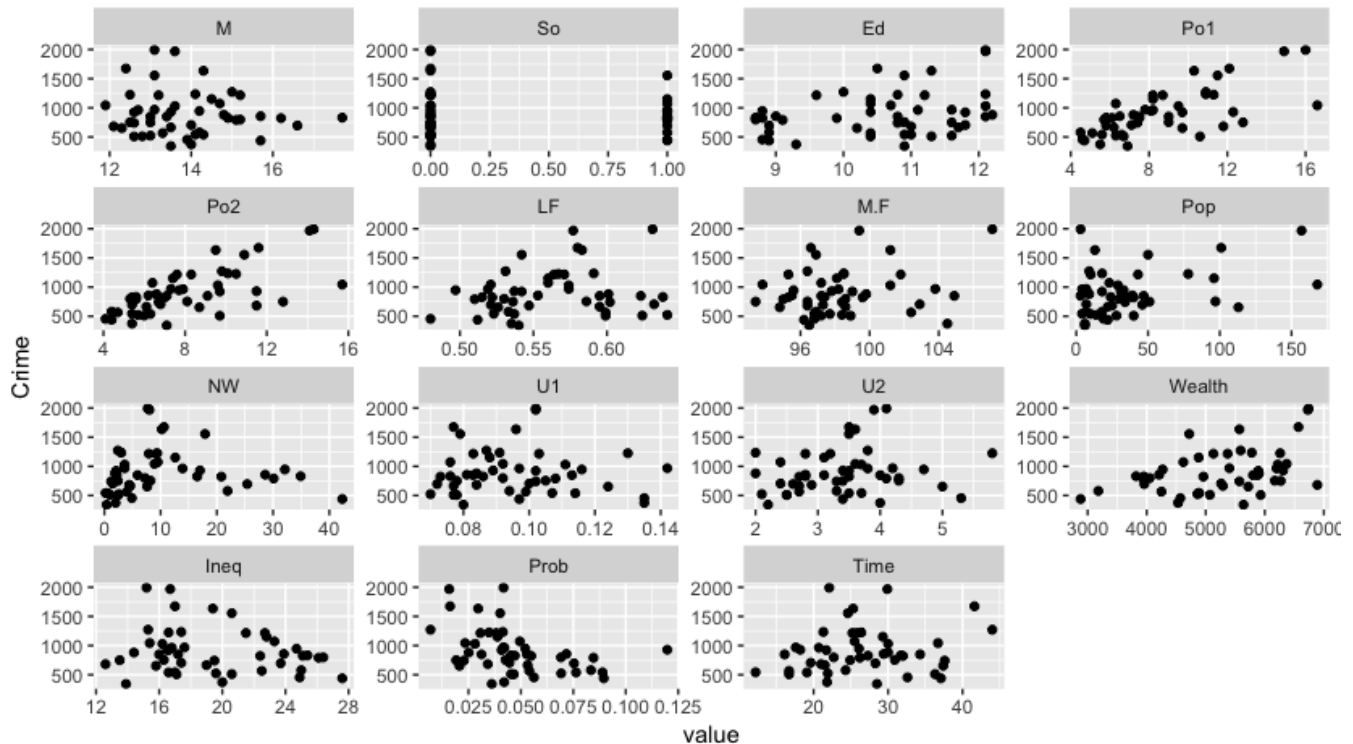 M So Ed Po1
2000
1500
1000
500
2000
1500
1000
500
2000
1500
1000
500
2000
1500
1000
500
12 14 16
0.00 0.25 0.50 0.75 1.00
9 10 11 12
4 8 12 16
Po2 LF M.F Pop
2000
1500
1000
500
2000
1500
1000
500
2000
1500
1000
500
2000
1500
1000
500
4 8 12 16
0.50 0.55 0.60
96 100 104
0 50 100 150
Crime
NW U1 U2 Wealth
2000
1500
1000
500
2000
1500
1000
500
2000
1500
1000
500
2000
1500
1000
500
0 10 20 30 40
0.08 0.10 0.12 0.14
2 3 4 5
3000 4000 5000 6000 7000
Ineq Prob Time
2000
1500
1000
500
2000
1500
1000
500
2000
1500
1000
500
12 16 20 24 28
0.025 0.050 0.075 0.100 0.125
20 30 40
value